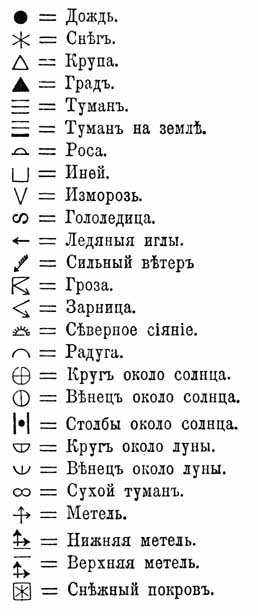 ● = Дождь.
= Снѣгъ.
△ = Крупа.
▲ = Градъ.
= Туманъ.
= Туманъ на землѣ.
= Роса.
= Иней.
= Изморозь.
= Гололедица.
← = Ледяныя иглы.
= Сильный вѣтеръ
= Гроза.
= Зарница.
= Сѣверное сіяніе.
= Радуга.
= Кругъ около солнца.
= Вѣнецъ около солнца.
= Столбы около солнца.
= Кругъ около луны.
= Вѣнецъ около луны.
∞ = Сухой туманъ.
= Метель.
= Нижняя метель.
= Верхняя метель.
= Снѣжный покровъ.